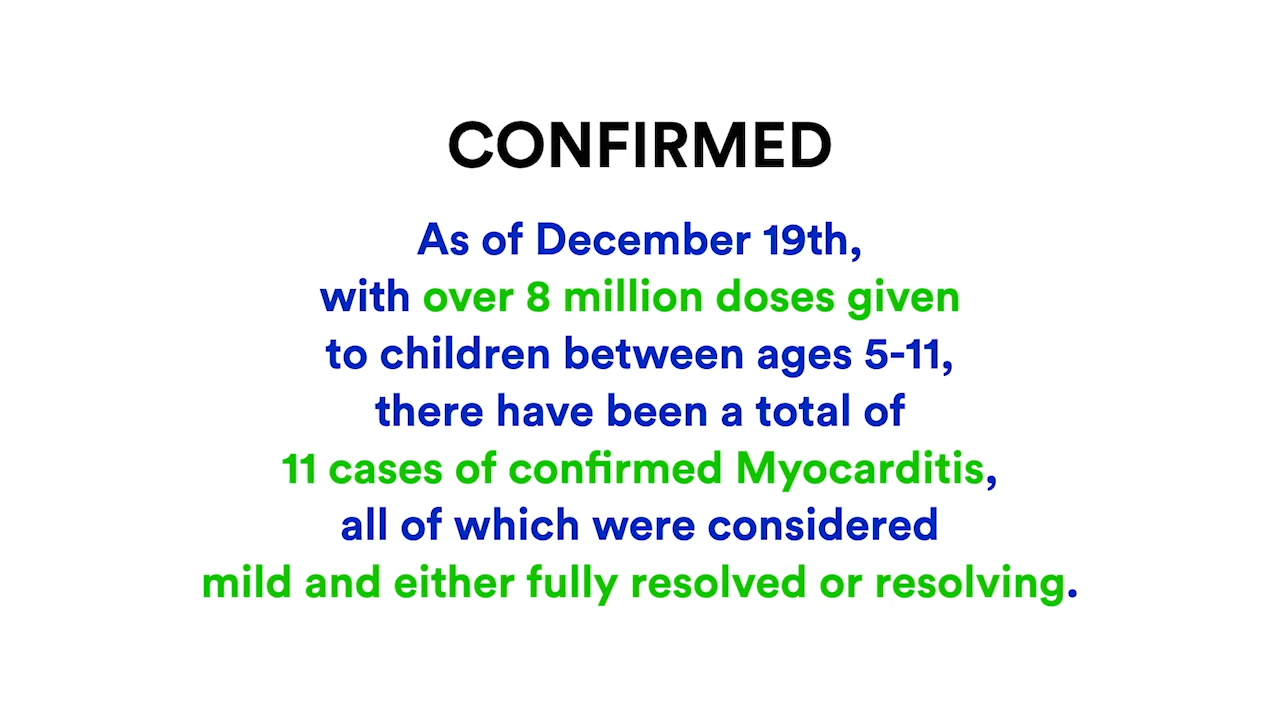 CONFIRMED
As of December 19th,
with over 8 million doses given
to children between ages 5-11,
there have been a total of
11 cases of confirmed Myocarditis,
all of which were considered
mild and either fully resolved or resolving.